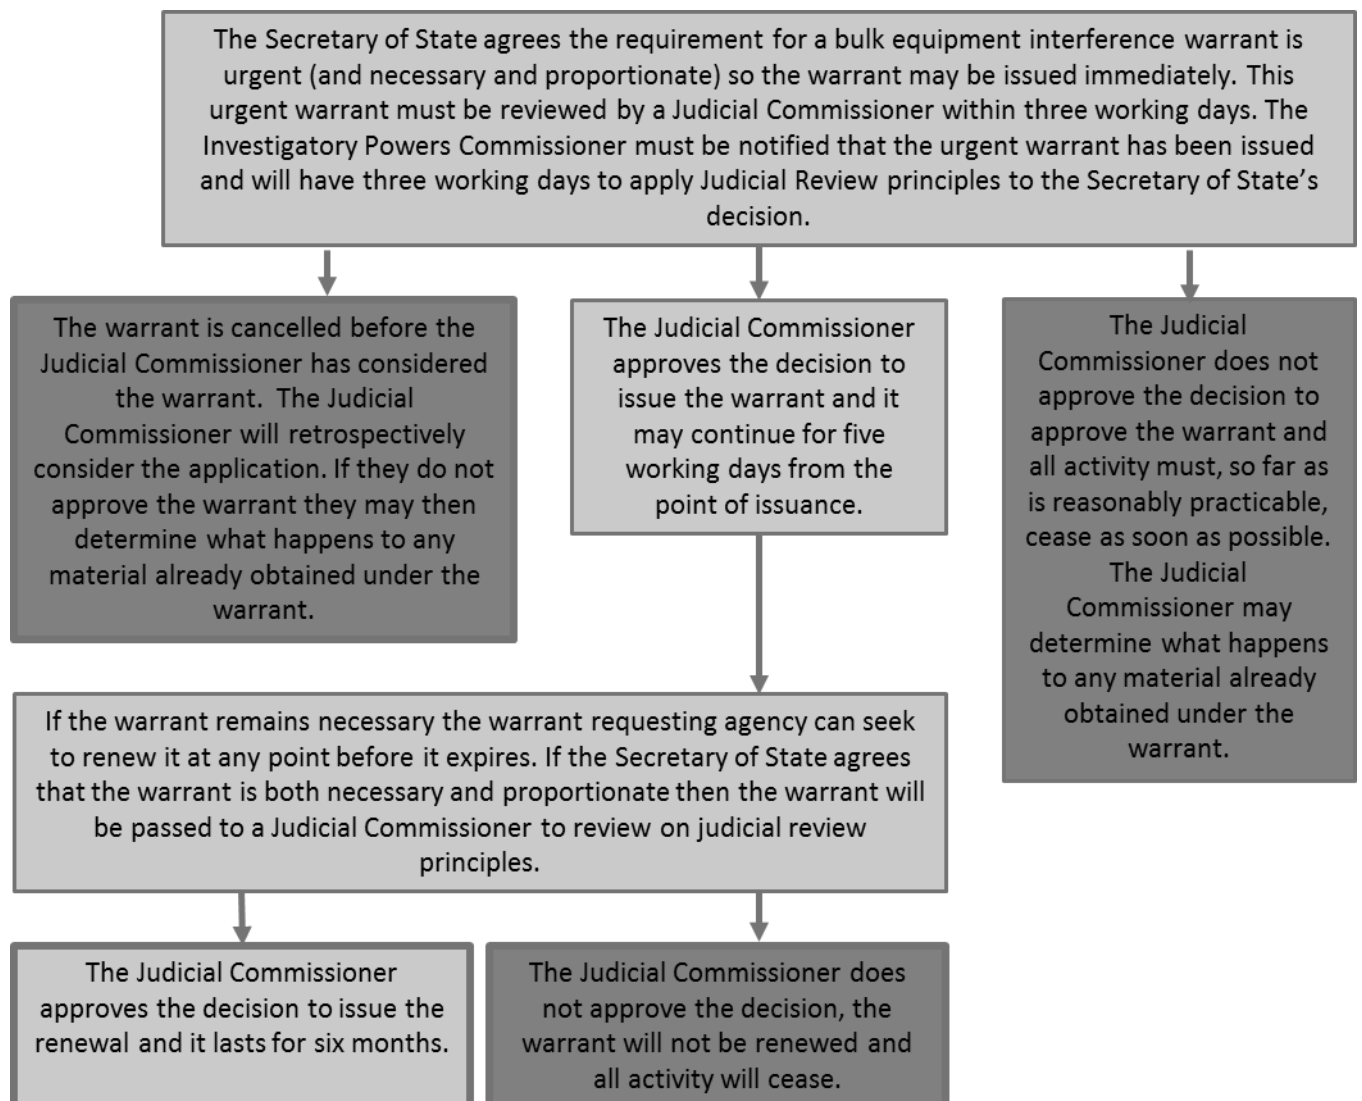 The Secretary of State agrees the requirement for a bulk equipment interference warrant is
urgent (and necessary and proportionate) so the warrant may be issued immediately. This
urgent warrant must be reviewed by a Judicial Commissioner within three working days. The
Investigatory Powers Commissioner must be notified that the urgent warrant has been issued
and will have three working days to apply Judicial Review principles to the Secretary of State's
decision.
The warrant is cancelled before the
Judicial Commissioner has considered
the warrant. The Judicial
Commissioner will retrospectively
consider the application. If they do not
approve the warrant they may then
determine what happens to any
material already obtained under the
warrant.
The Judicial Commissioner
approves the decision to
issue the warrant and it
may continue for five
working days from the
point of issuance.
The Judicial
Commissioner does not
approve the decision to
approve the warrant and
all activity must, so far as
is reasonably practicable,
cease as soon as possible.
The Judicial
Commissioner may
determine what happens
to any material already
obtained under the
warrant.
If the warrant remains necessary the warrant requesting agency can seek
to renew it at any point before it expires. If the Secretary of State agrees
that the warrant is both necessary and proportionate then the warrant will
be passed to a Judicial Commissioner to review on judicial review
principles.
The Judicial Commissioner
approves the decision to issue the
renewal and it lasts for six months.
The Judicial Commissioner does
not approve the decision, the
warrant will not be renewed and
all activity will cease.